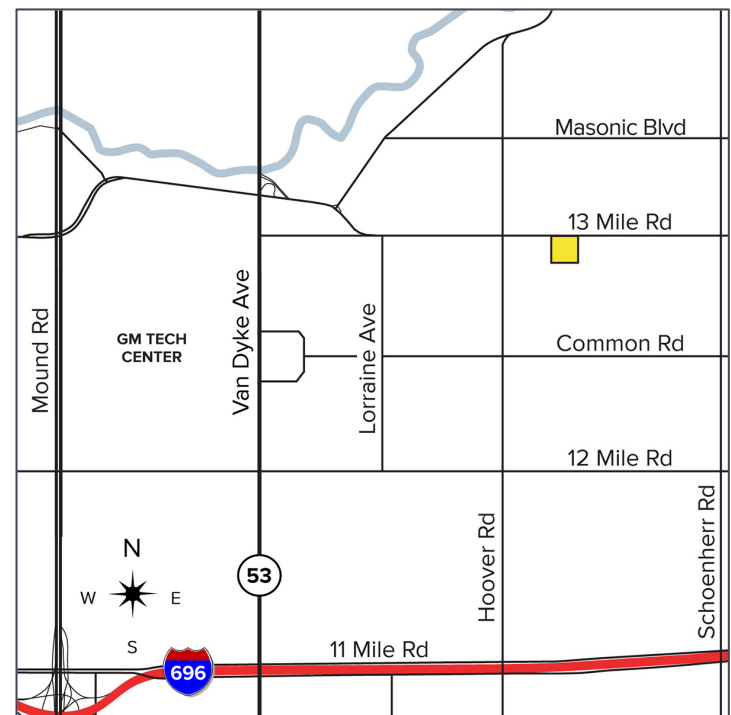 Masonic Blvd
13 Mile Rd
Mound Rd
GM TECH
CENTER
Van Dyke Ave
Lorraine Ave
Common Rd
12 Mile Rd
N
W
E
S
53
Hoover Rd
Schoenherr Rd
11 Mile Rd
696